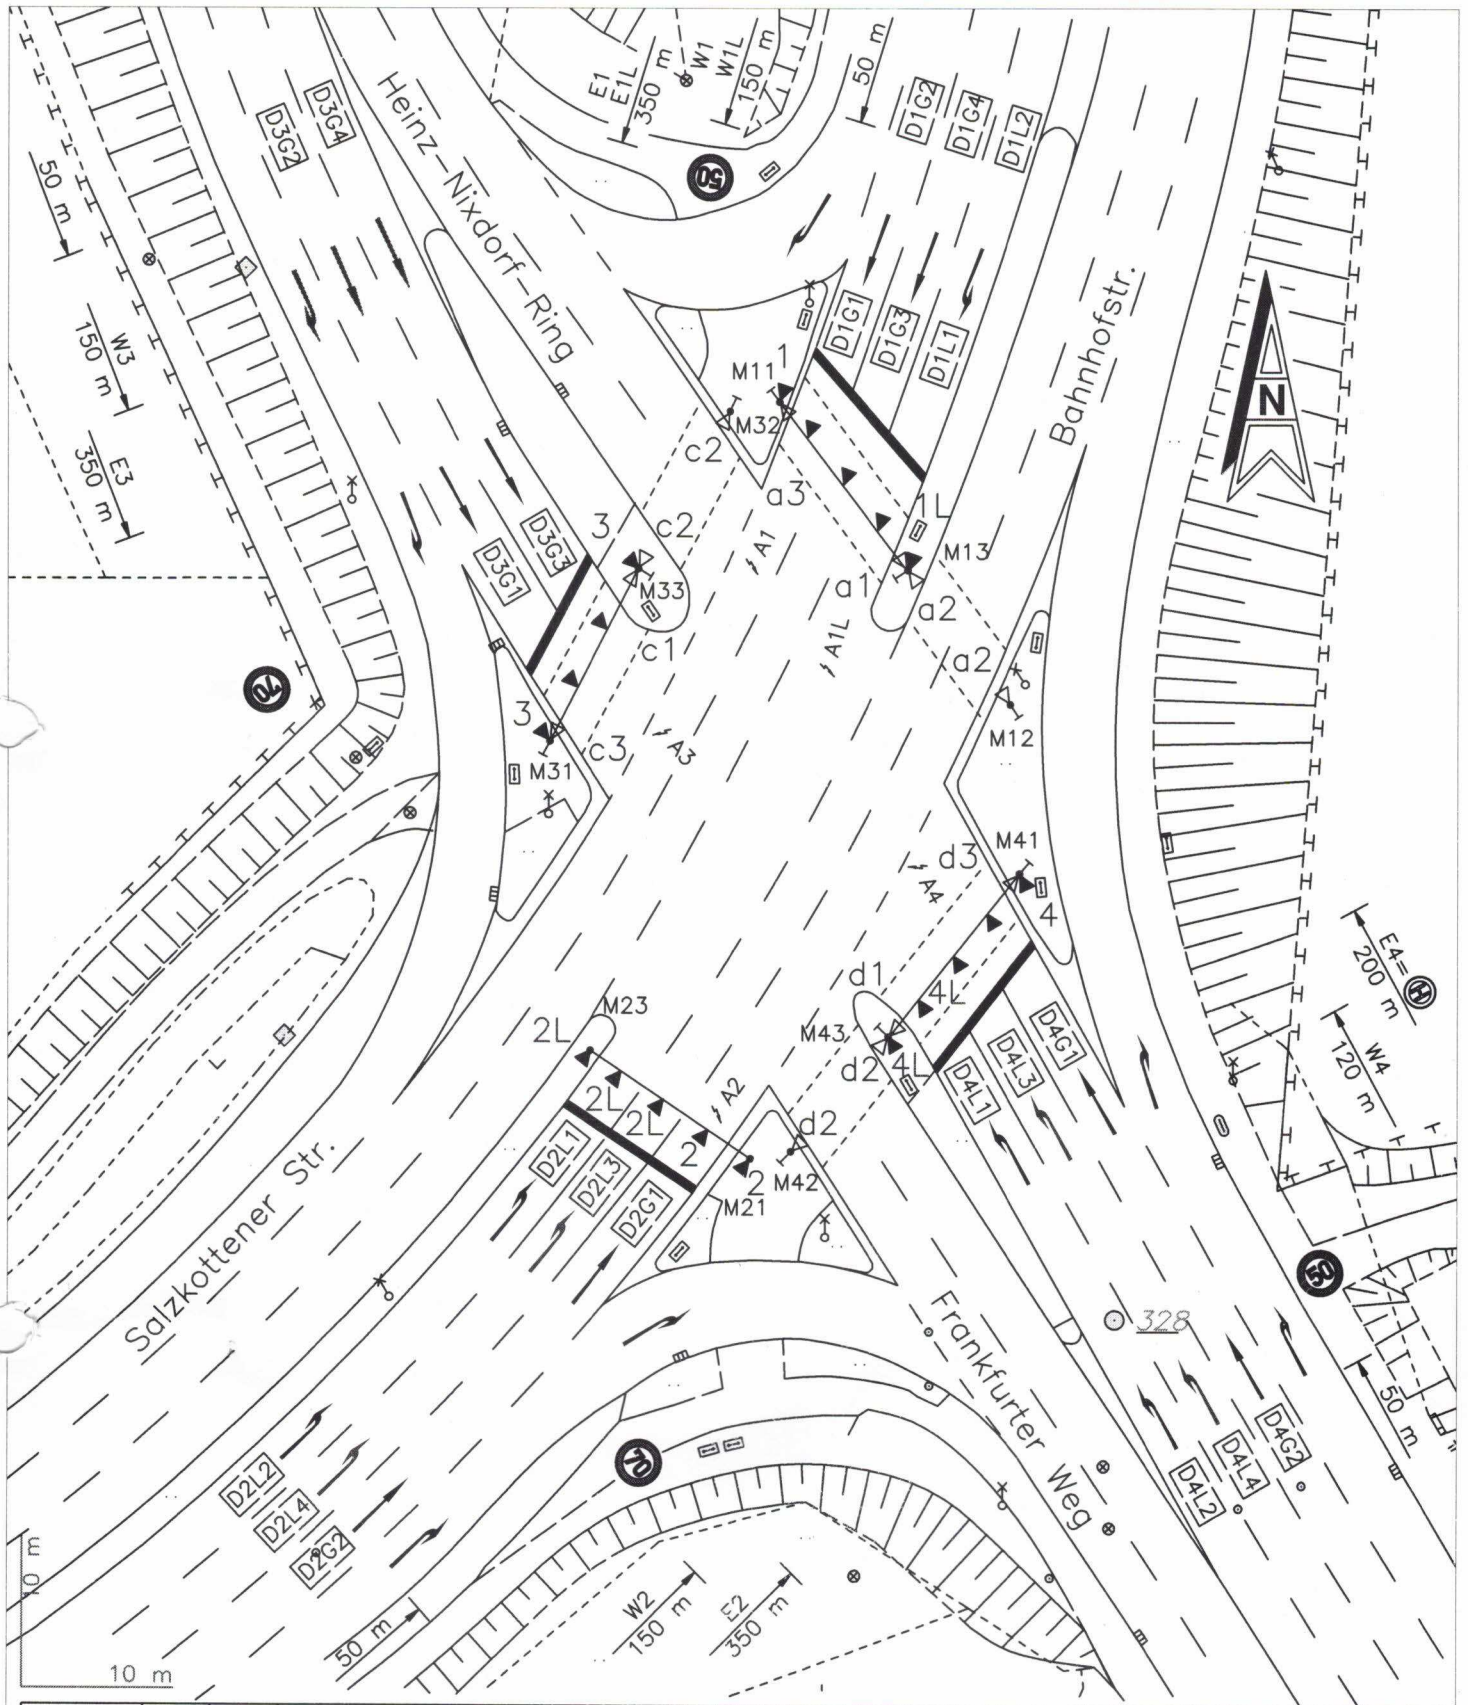 E1
E1L
350 m
W1
W1L
150 m
50 m
D1G2
D1G4
D1L2
D3G4
D3G2
Heinz-Nixdorf-Ring
50 m
50
W3
150 m
E3
350 m
D1G1
D1G3
D1L1
Bahnhofstr.
N
M11
1
M32
c2
a3
1L
3
c2
D3G3
D3G1
M33
A1
M13
a1
a2
c1
A1L
a2
70
3
M31
c3
A3
M12
M41
d3
A4
4
E4=H
200 m
W4
120 m
d1
4L
M23
2L
M43
d2
4L
D4G1
D4L3
D4L1
2L
2L
2
A2
d2
2
M42
M21
D2L1
D2L3
D2G1
Salzkottener Str.
50
328
Frankfurter Weg
50 m
D4G2
D4L4
D4L2
70
D2L2
D2L4
D2G2
W2
150 m
E2
350 m
50 m
10 m
10 m